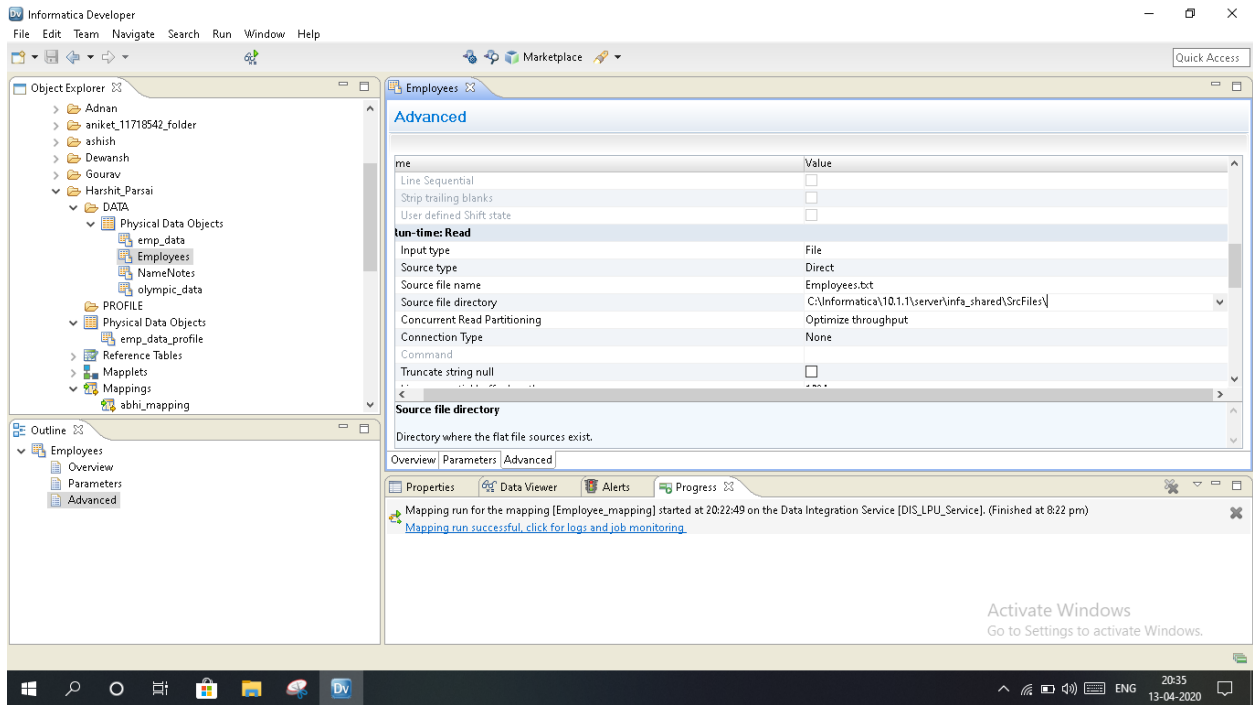 Informatica Developer
File Edit Team Navigate Search Run Window Help
Marketplace
Quick Access
Object Explorer
Adnan
aniket_11718542_folder
ashish
Dewansh
Gourav
Harshit_Parsai
DATA
Physical Data Objects
emp_data
Employees
NameNotes
olympic_data
PROFILE
Physical Data Objects
emp_data_profile
Reference Tables
Mapplets
Mappings
abhi_mapping
Outline
Employees
Overview
Parameters
Advanced
Employees
Advanced
me Value
Line Sequential
Strip trailing blanks
User defined Shift state
Run-time: Read
Input type File
Source type Direct
Source file name Employees.txt
Source file directory C:\Informatica\10.1.1\server\infa_shared\SrcFiles\
Concurrent Read Partitioning Optimize throughput
Connection Type None
Command
Truncate string null
Source file directory
Directory where the flat file sources exist.
Overview Parameters Advanced
Properties Data Viewer Alerts Progress
Mapping run for the mapping [Employee_mapping] started at 20:22:49 on the Data Integration Service [DIS_LPU_Service]. (Finished at 8:22 pm)
Mapping run successful, click for logs and job monitoring
Activate Windows
Go to Settings to activate Windows.
Dv
ENG
20:35
13-04-2020